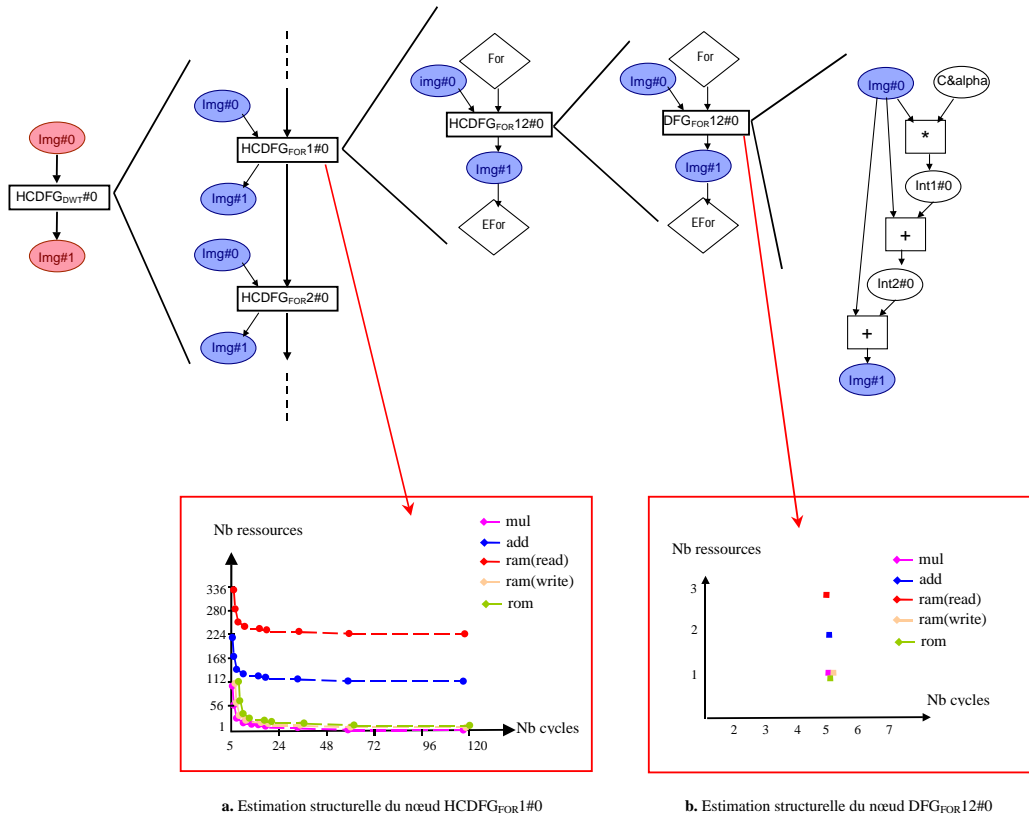 Img#0
HCDFGDWT#0
Img#1
Img#0
HCDFGFOR1#0
Img#1
Img#0
HCDFGFOR2#0
Img#1
For
img#0
HCDFGFOR12#0
Img#1
EFor
For
Img#0
DFGFOR12#0
Img#1
EFor
Img#0
C&alpha
*
Int1#0
+
Int2#0
+
Img#1
Nb ressources
mul
add
ram(read)
ram(write)
rom
336
280
224
168
112
56
1
5 24 48 72 96 120
Nb cycles
Nb ressources
mul
add
ram(read)
ram(write)
rom
3
2
1
Nb cycles
2 3 4 5 6 7
a. Estimation structurelle du nœud HCDFGFOR1#0
b. Estimation structurelle du nœud DFGFOR12#0